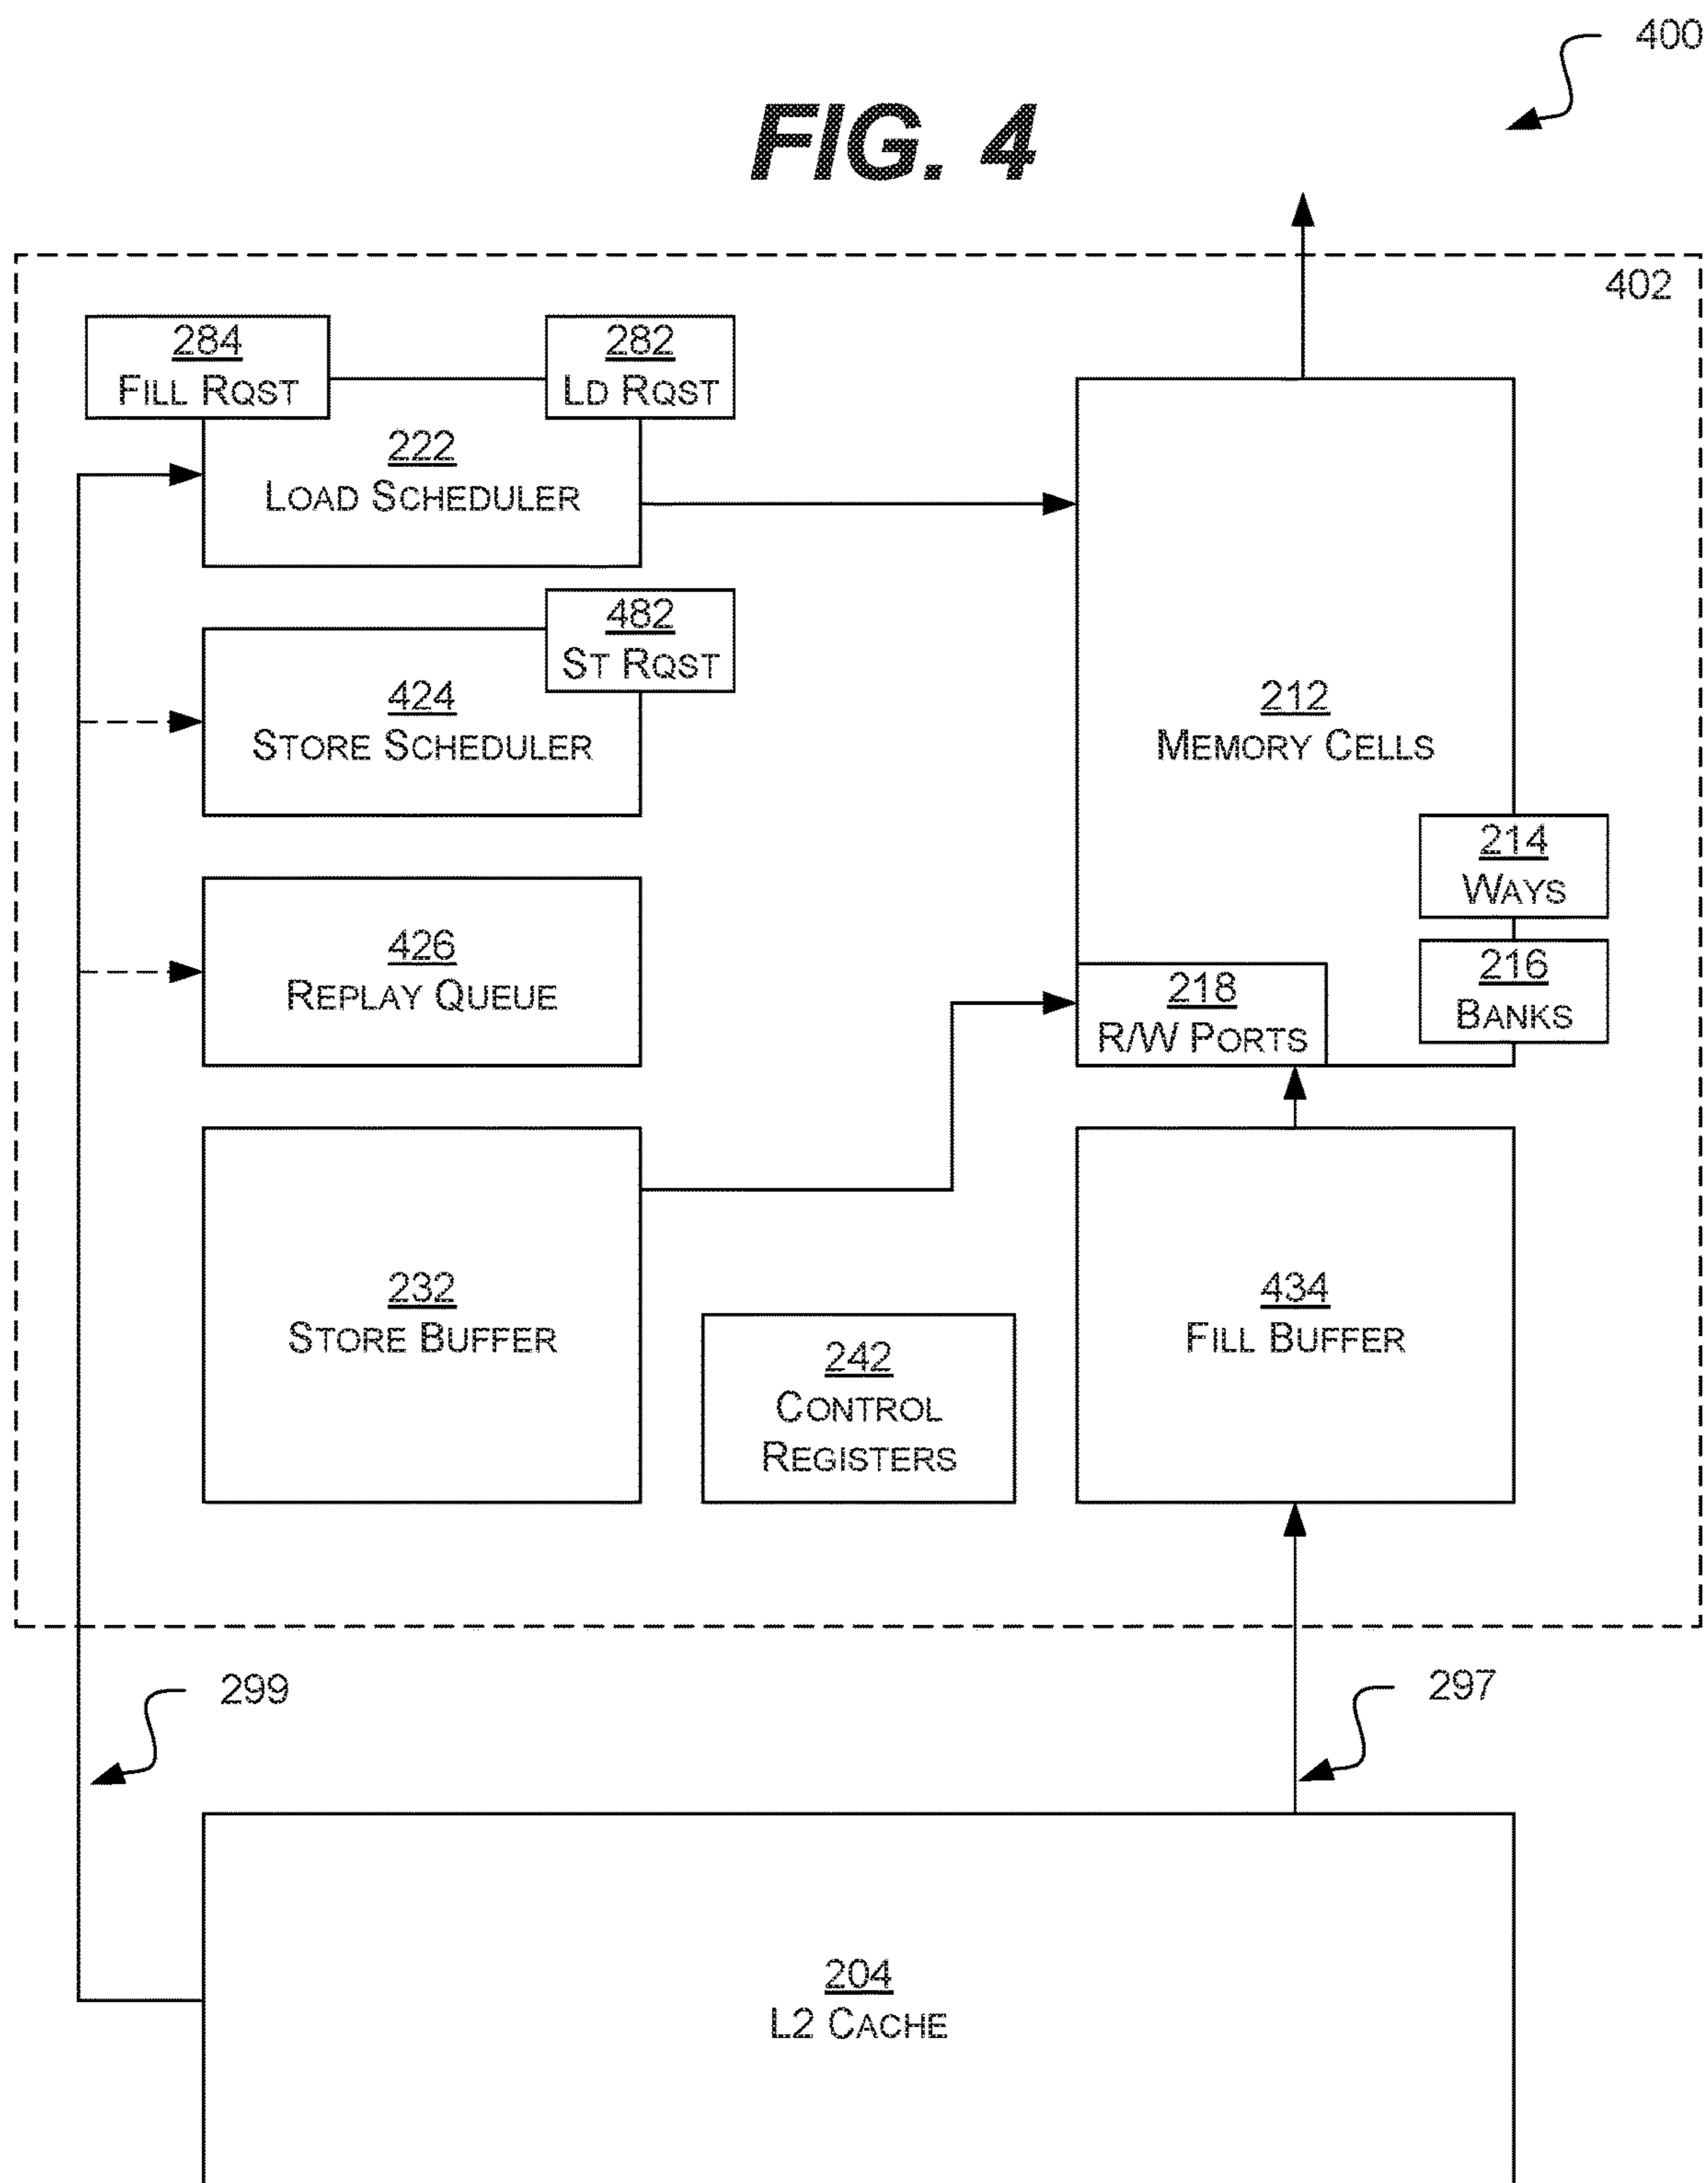 400
FIG. 4
402
284
FILL RQST
282
LD RQST
222
LOAD SCHEDULER
482
ST RQST
424
STORE SCHEDULER
212
MEMORY CELLS
214
WAYS
426
REPLAY QUEUE
218
R/W PORTS
216
BANKS
232
STORE BUFFER
242
CONTROL
REGISTERS
434
FILL BUFFER
299
297
204
L2 CACHE